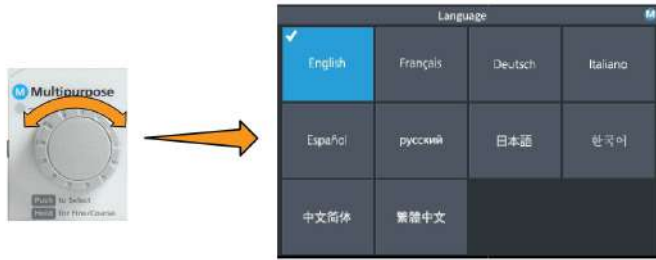 M Multipurpose
Push to Select
Hold for Fine/Coarse
Language M
English Français Deutsch Italiano
Español русский 日本語 한국어
中文简体 繁體中文